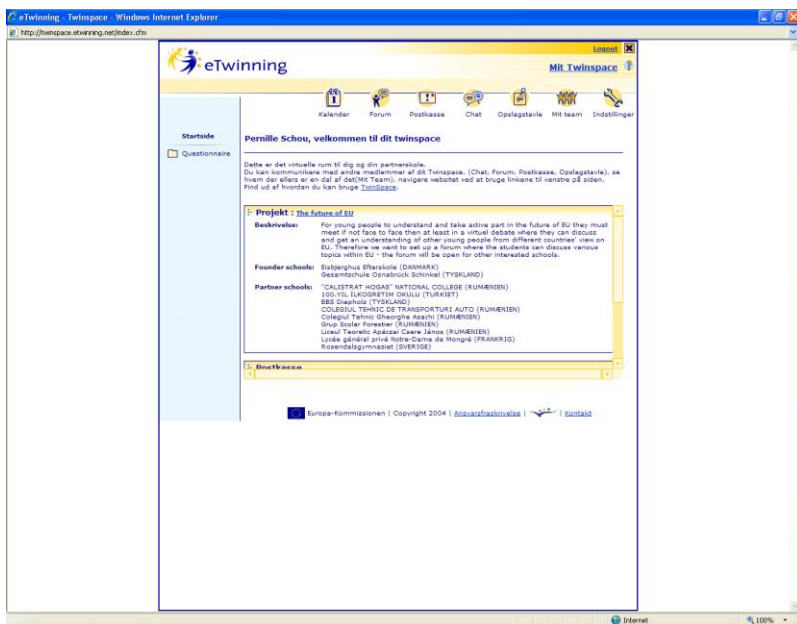 eTwinning - Twinspace - Windows Internet Explorer
http://twinspace.etwinning.net/index.cfm
Logout
eTwinning
Mit Twinspace
Kalender Forum Postkasse Chat Opslagstavle Mit team Indstillinger
Startside
Questionnaire
Pernille Schou, velkommen til dit twinspace
Dette er det virtuelle rum til dig og din partnerskole.
Du kan kommunikere med andre medlemmer af dit Twinspace. (Chat, Forum, Postkasse, Opslagstavle), se
hvem der ellers er en dal af det(Mit Team), navigere websitet ved at bruge linkene til venstre på siden.
Find ud af hvordan du kan bruge TwinSpace.
Projekt : The future of EU
Beskrivelse: For young people to understand and take active part in the future of EU they must
meet if not face to face then at least in a virtuel debate where they can discuss
and get an understanding of other young people from different countries' view on
EU. Therefore we want to set up a forum where the students can discuss various
topics within EU - the forum will be open for other interested schools.
Founder schools: Eisbjerghus Efterskole (DANMARK)
Gesamtschule Osnabrück Schinkel (TYSKLAND)
Partner schools: "CALISTRAT HOGAS" NATIONAL COLLEGE (RUMÆNIEN)
100.YIL İLKOGRETIM OKULU (TURKIET)
BBS Diepholz (TYSKLAND)
COLEGIUL TEHNIC DE TRANSPORTURI AUTO (RUMÆNIEN)
Colegiul Tehnic Gheorghe Asachi (RUMÆNIEN)
Grup Scolar Forestier (RUMÆNIEN)
Liceul Teoretic Apáczai Csere János (RUMÆNIEN)
Lycée général privé Notre-Dame de Mongré (FRANKRIG)
Rosendalsgymnasiet (SVERIGE)
Postkasse
Europa-Kommissionen | Copyright 2004 | Ansvarsfraskrivelse | Kontakt
Internet 100%